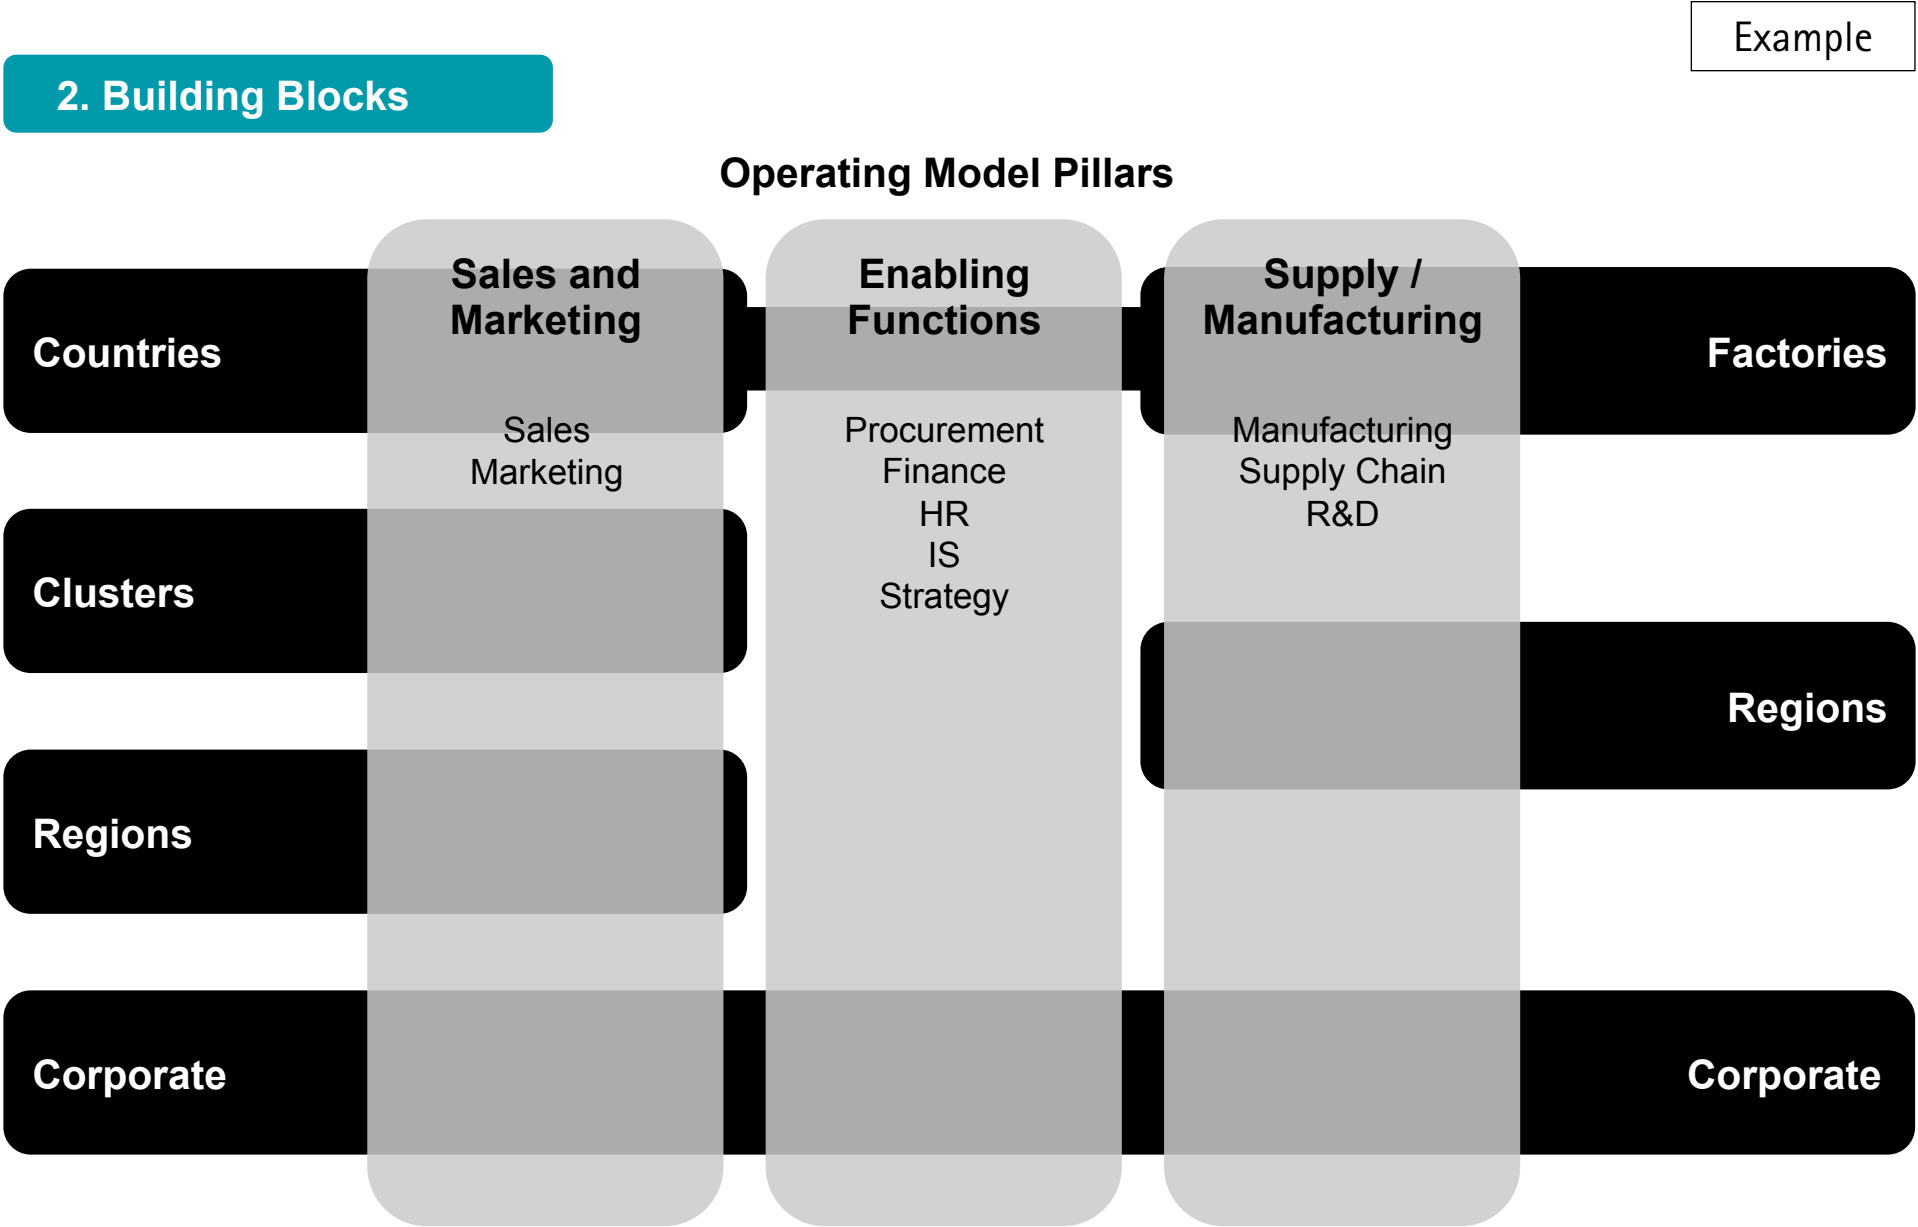 Example
2. Building Blocks
Operating Model Pillars
Sales and
Marketing
Enabling
Functions
Supply /
Manufacturing
Countries
Factories
Sales
Marketing
Procurement
Finance
HR
IS
Strategy
Manufacturing
Supply Chain
R&D
Clusters
Regions
Regions
Corporate
Corporate